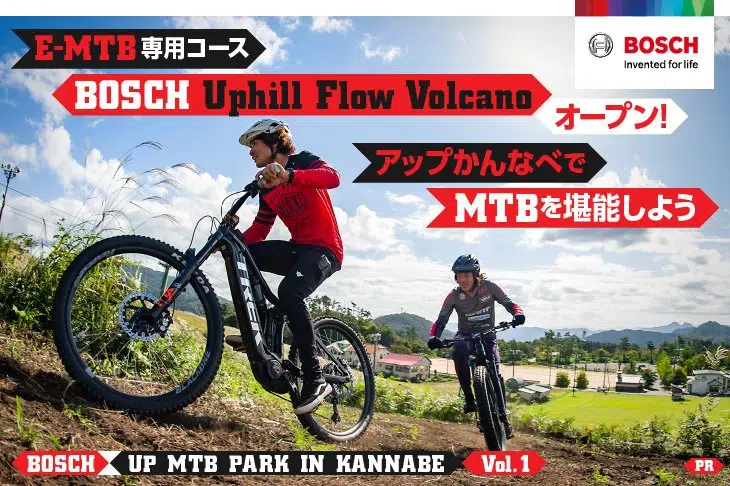 E-MTB専用コース
BOSCH
Invented for life
BOSCH Uphill Flow Volcano
オープン!
アップかんなべで
MTBを堪能しよう
TREK
GIANT
BOSCH UP MTB PARK IN KANNABE Vol.1
PR